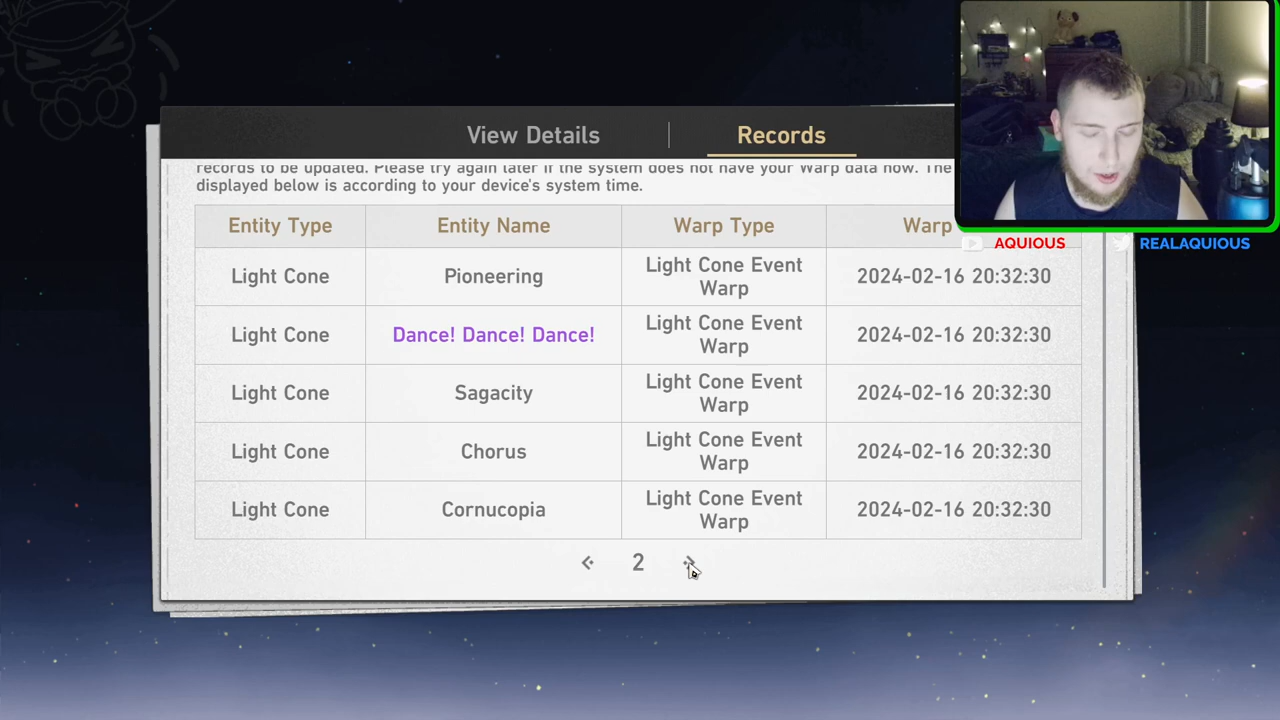 View Details
Records
records to be updated. Please try again later if the system does not have your Warp data now. The
displayed below is according to your device's system time.
Entity Type Entity Name Warp Type Warp
AQUIOUS REALAQUIOUS
Light Cone Pioneering Light Cone Event Warp 2024-02-16 20:32:30
Light Cone Dance! Dance! Dance! Light Cone Event Warp 2024-02-16 20:32:30
Light Cone Sagacity Light Cone Event Warp 2024-02-16 20:32:30
Light Cone Chorus Light Cone Event Warp 2024-02-16 20:32:30
Light Cone Cornucopia Light Cone Event Warp 2024-02-16 20:32:30
2